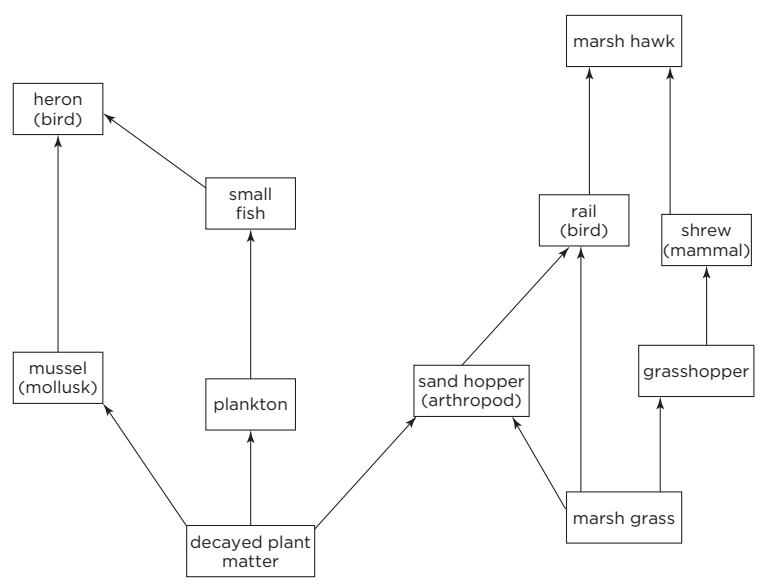 marsh hawk
heron
(bird)
small
fish
rail
(bird)
shrew
(mammal)
mussel
(mollusk)
plankton
sand hopper
(arthropod)
grasshopper
decayed plant
matter
marsh grass